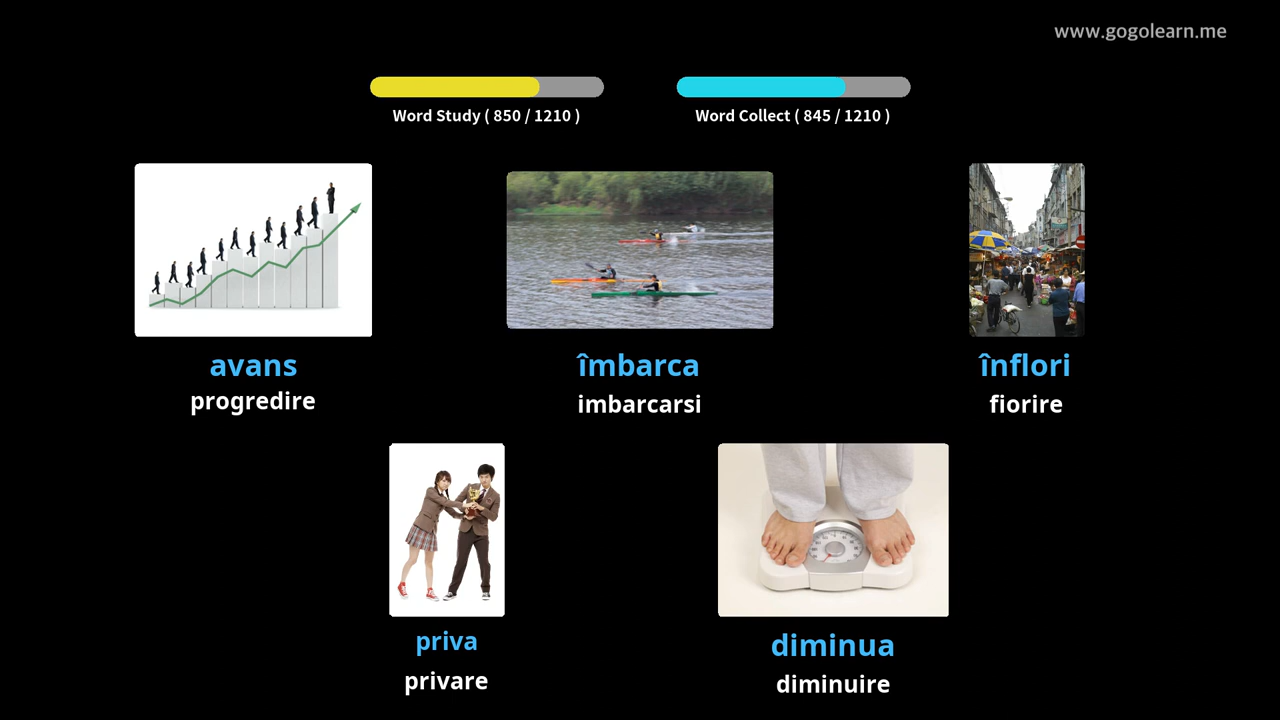 www.gogolearn.me
Word Study ( 850 / 1210 )
Word Collect ( 845 / 1210 )
avans
progredire
îmbarca
imbarcarsi
înflori
fiorire
priva
privare
diminua
diminuire